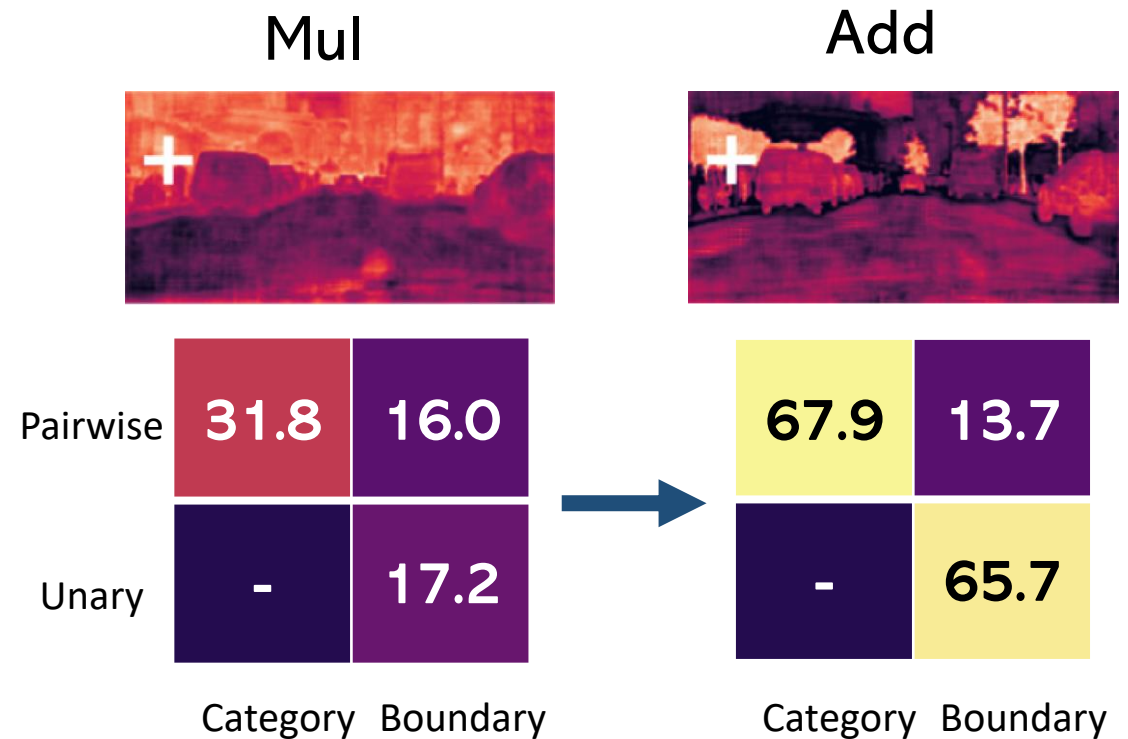 Mul
Add
Pairwise 31.8 16.0 67.9 13.7
Unary - 17.2 - 65.7
Category Boundary Category Boundary